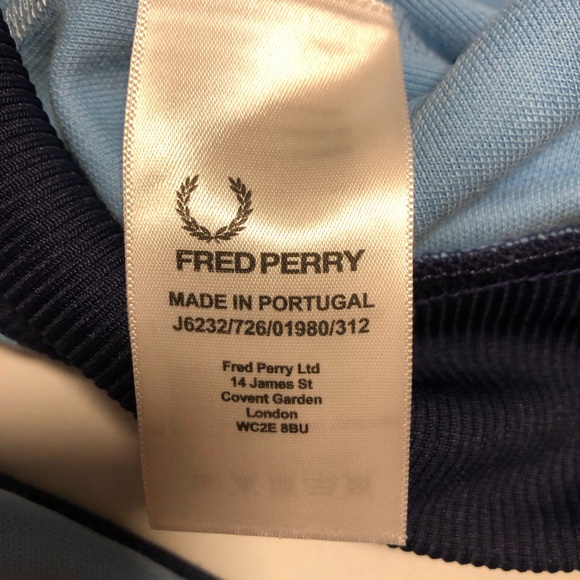 FRED PERRY
MADE IN PORTUGAL
J6232/726/01980/312
Fred Perry Ltd
14 James St
Covent Garden
London
WC2E 8BU